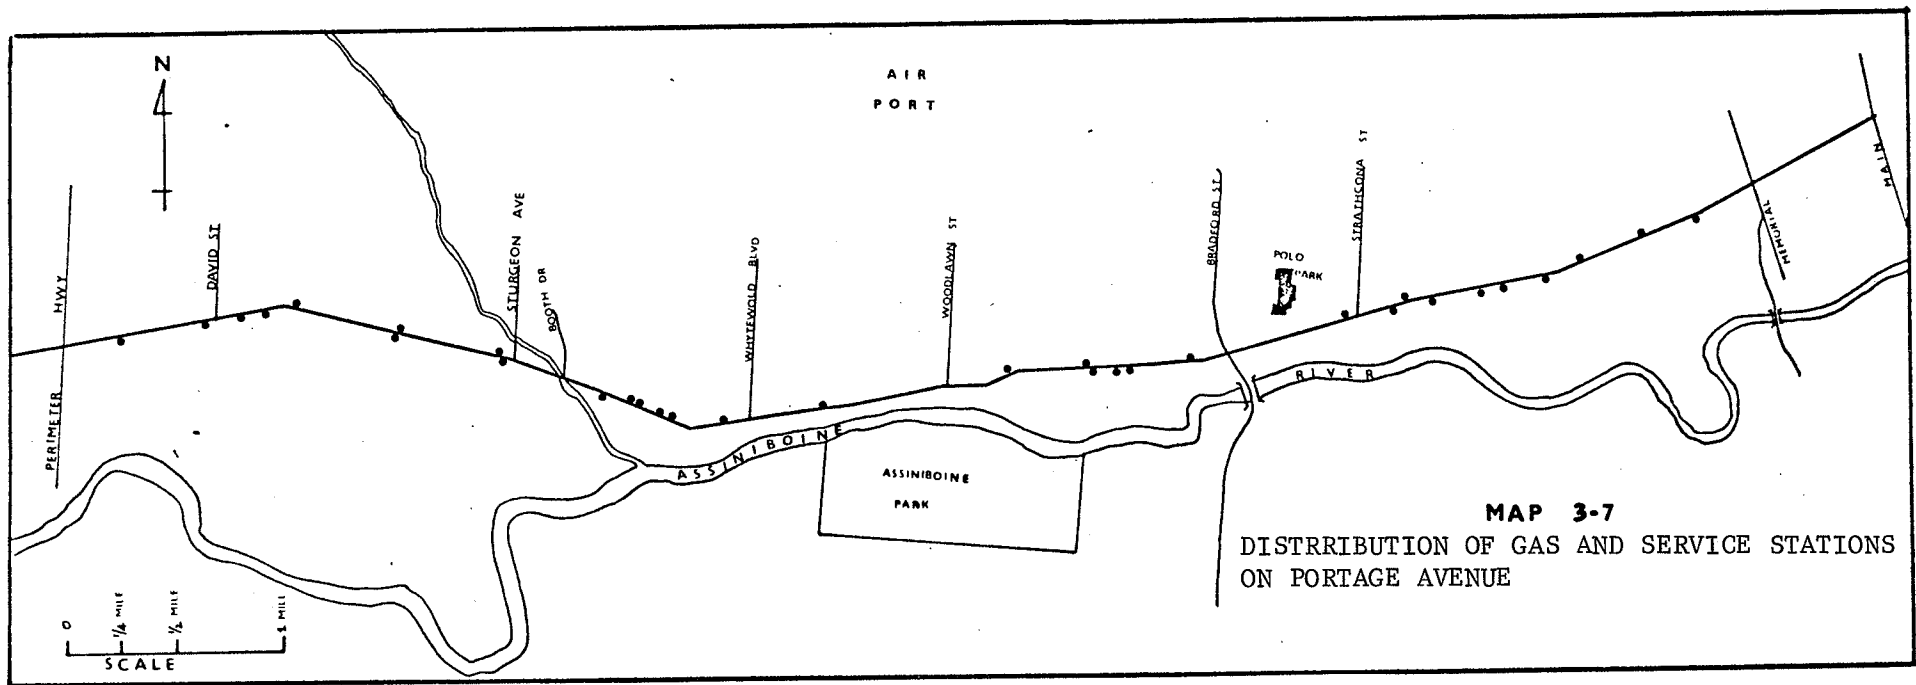 N
AIR
PORT
PERIMETER HWY
DAVID ST
STURGEON AVE
BOOTH DR
WHYTEWOLD BLVD
WOODLAWN ST
BRADFORD ST
POLO
PARK
STRATHCONA ST
MEMORIAL
MAIN
ASSINIBOINE RIVER
ASSINIBOINE
PARK
MAP 3-7
DISTRRIBUTION OF GAS AND SERVICE STATIONS
ON PORTAGE AVENUE
0 1/4 MILE 1/2 MILE 1 MILE
SCALE